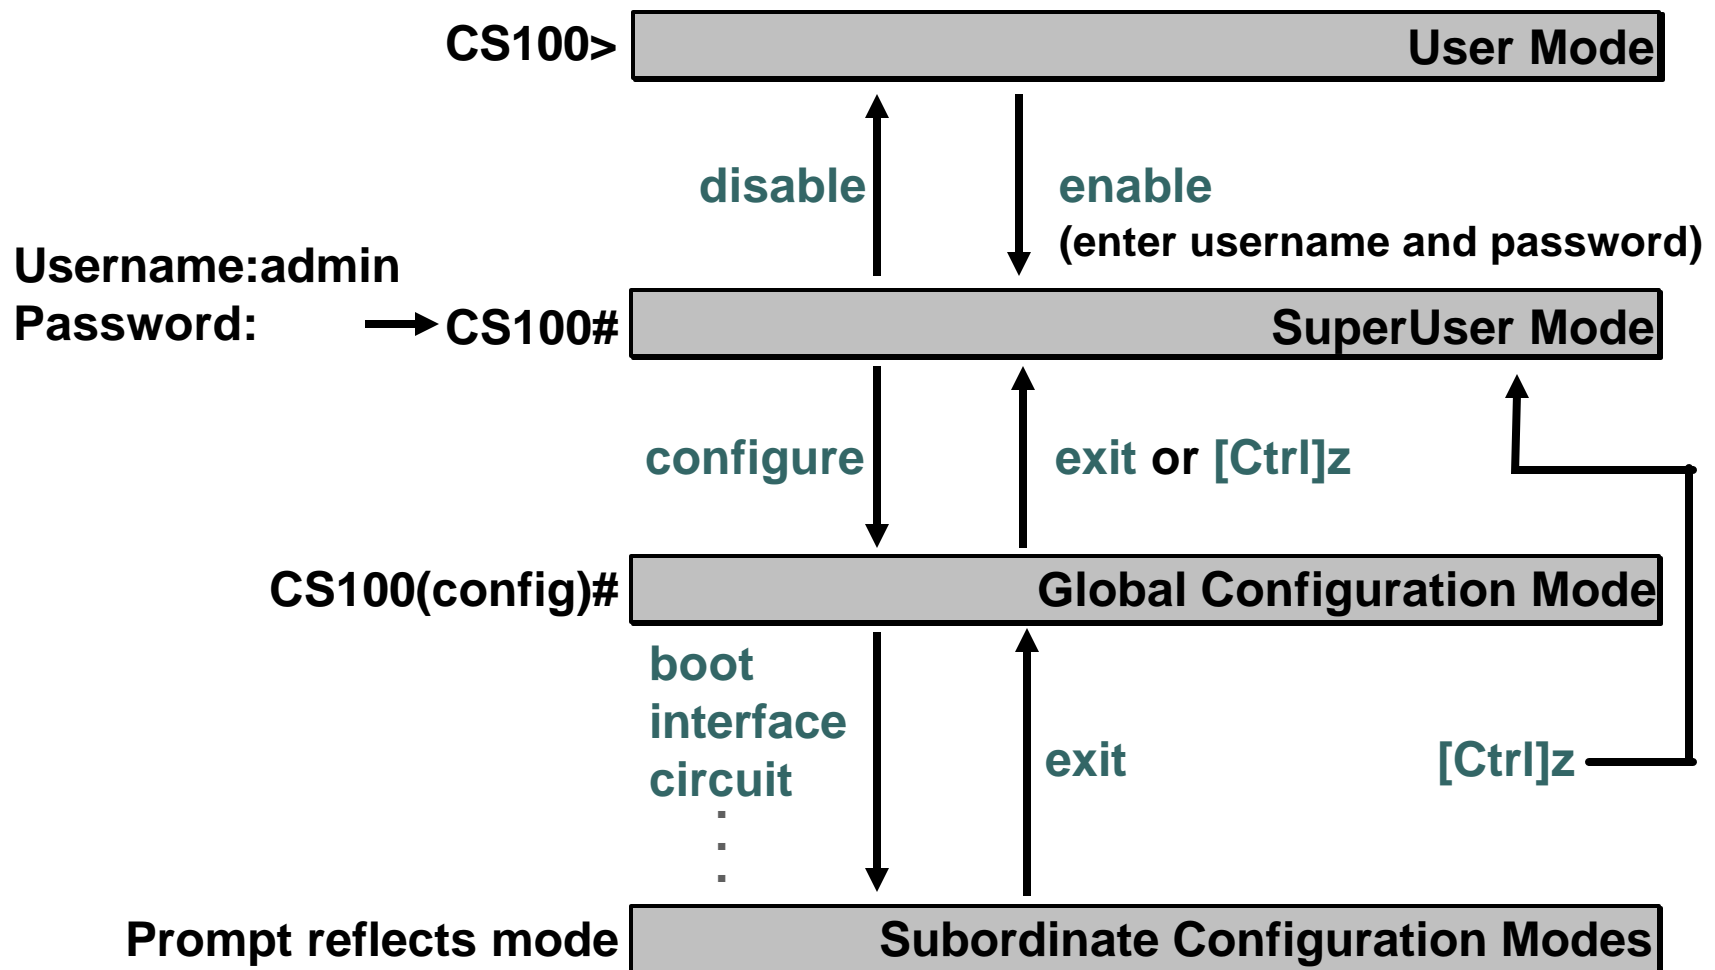 CS100>
User Mode
disable
enable
(enter username and password)
Username:admin
Password:
CS100#
SuperUser Mode
configure
exit or [Ctrl]z
CS100(config)#
Global Configuration Mode
boot
interface
circuit
.
.
.
exit
[Ctrl]z
Prompt reflects mode
Subordinate Configuration Modes